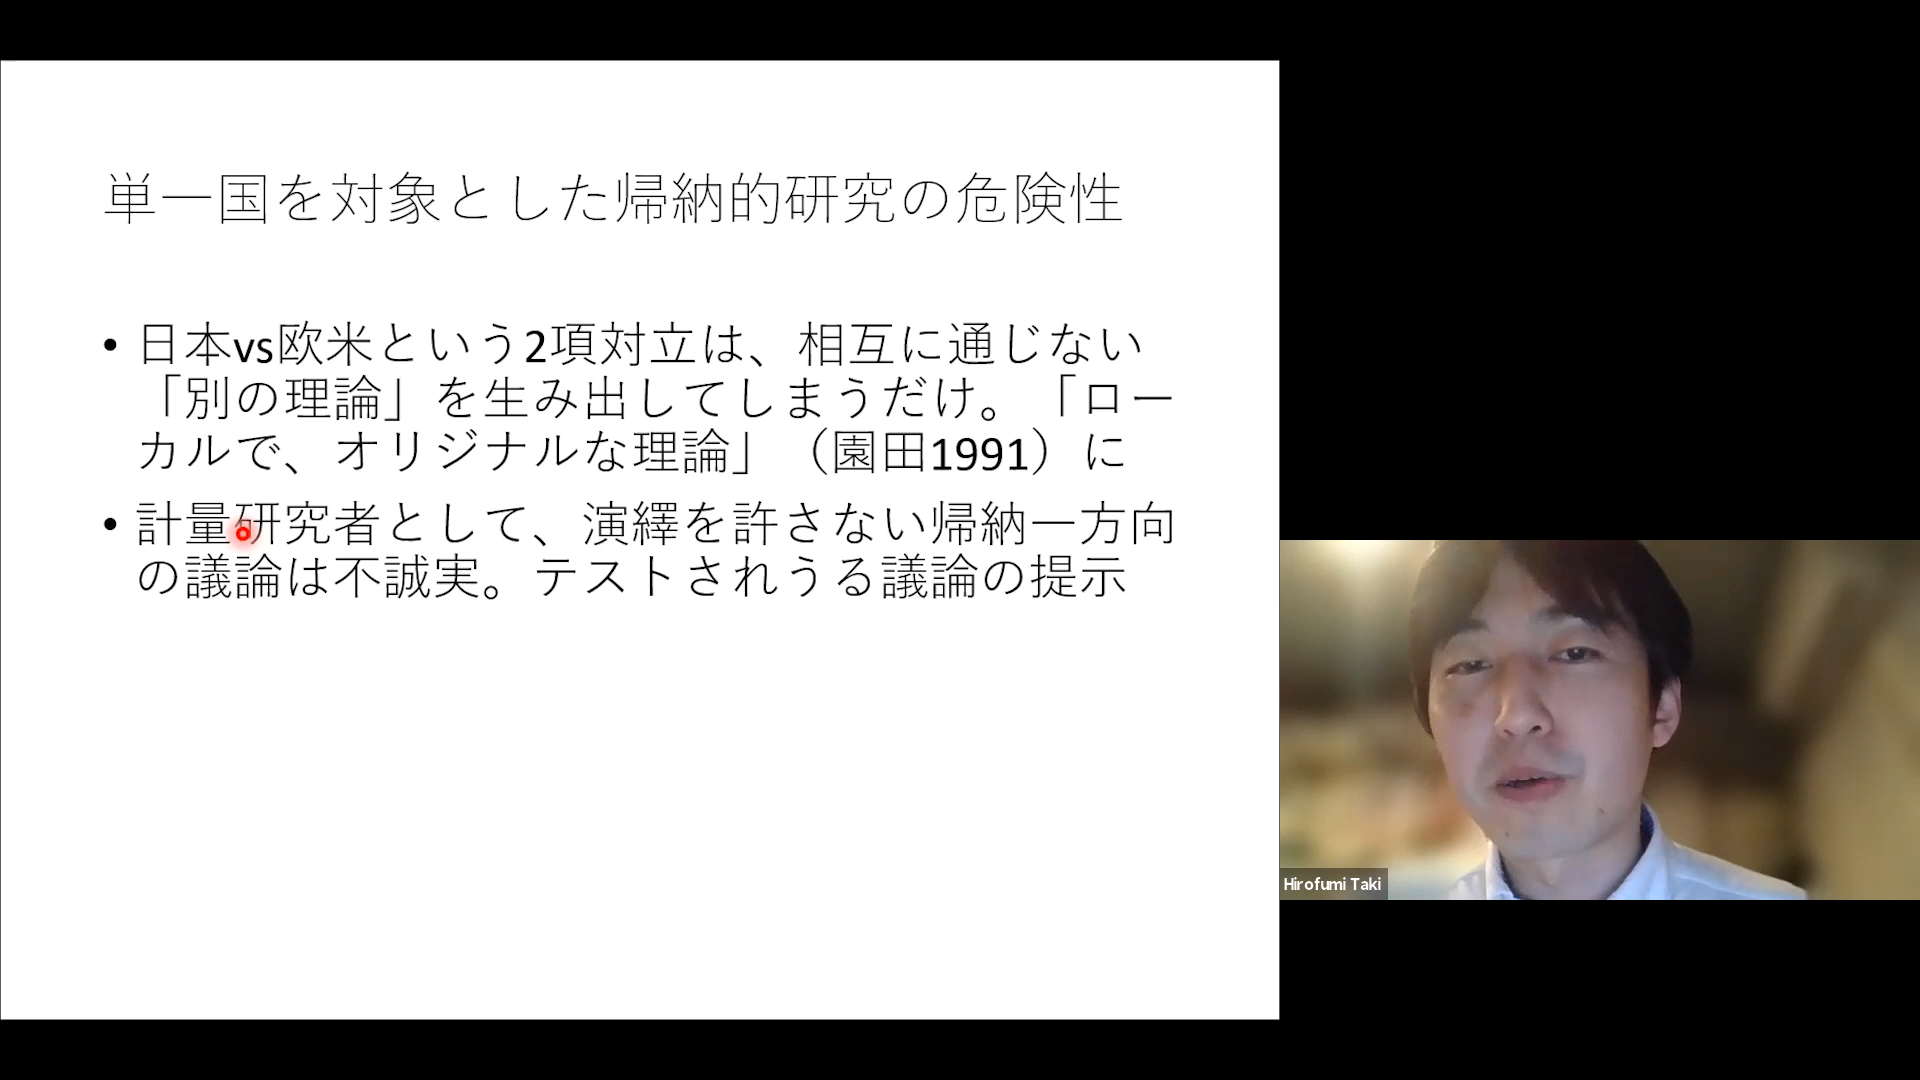 単一国を対象とした帰納的研究の危険性
• 日本vs欧米という2項対立は、相互に通じない
「別の理論」を生み出してしまうだけ。「ロー
カルで、オリジナルな理論」（園田1991）に
• 計量研究者として、演繹を許さない帰納一方向
の議論は不誠実。テストされうる議論の提示
Hirofumi Taki